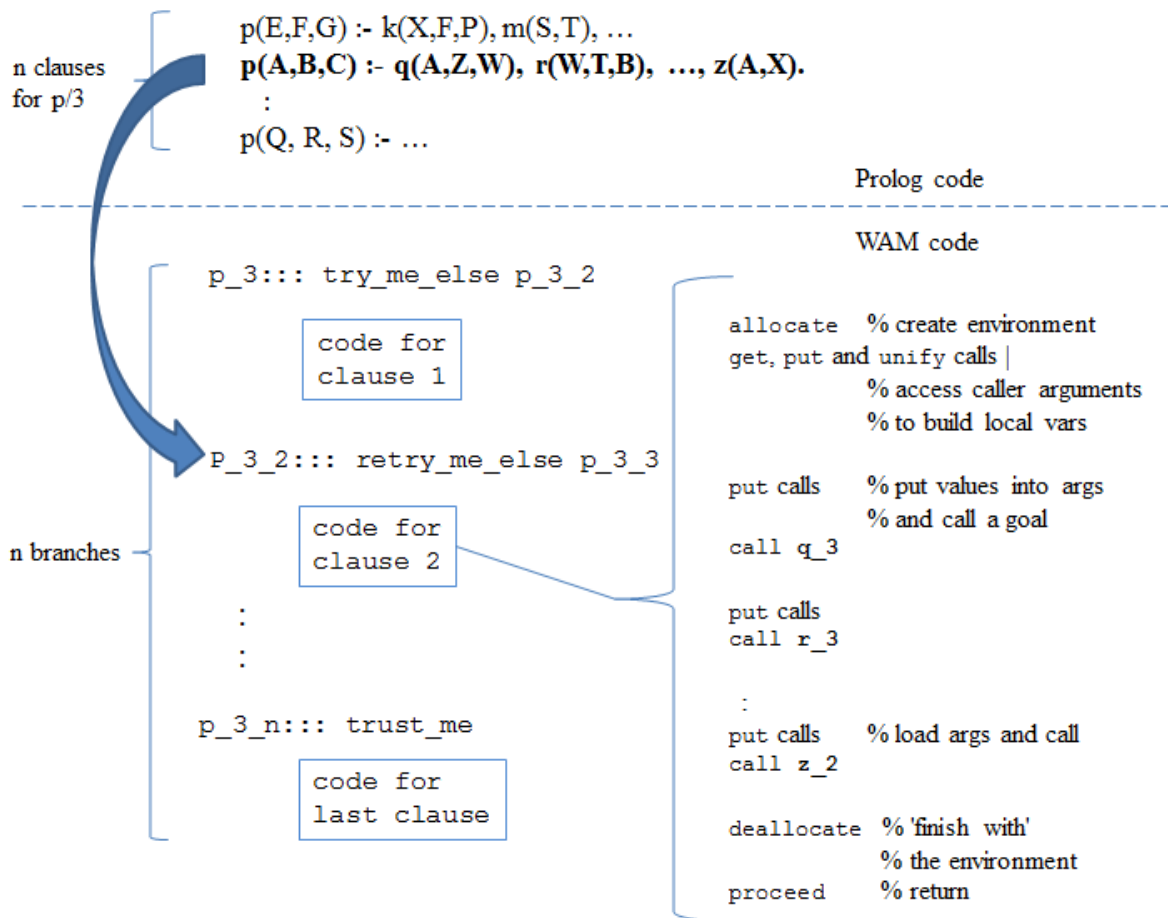 p(E,F,G) :- k(X,F,P), m(S,T), …
n clauses
for p/3
p(A,B,C) :- q(A,Z,W), r(W,T,B), …, z(A,X).
:
p(Q, R, S) :- …
Prolog code
WAM code
n branches
p_3::: try_me_else p_3_2
code for
clause 1
P_3_2::: retry_me_else p_3_3
code for
clause 2
:
:
p_3_n::: trust_me
code for
last clause
allocate % create environment
get, put and unify calls |
% access caller arguments
% to build local vars
put calls % put values into args
% and call a goal
call q_3
put calls
call r_3
:
put calls % load args and call
call z_2
deallocate % 'finish with'
% the environment
proceed % return